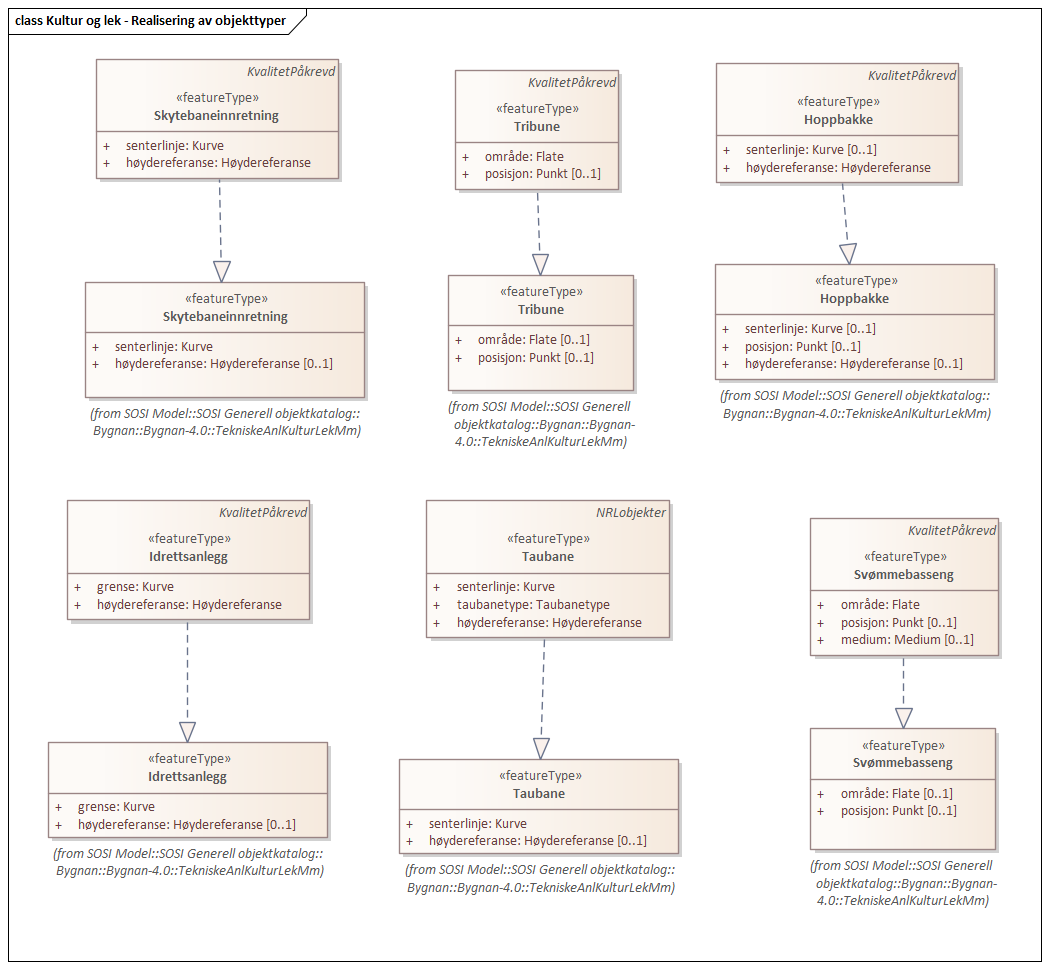 class Kultur og lek - Realisering av objekttyper
KvalitetPåkrevd
«featureType»
Skytebaneinnretning
+ senterlinje: Kurve
+ høydereferanse: Høydereferanse
KvalitetPåkrevd
«featureType»
Tribune
+ område: Flate
+ posisjon: Punkt [0..1]
KvalitetPåkrevd
«featureType»
Hoppbakke
+ senterlinje: Kurve [0..1]
+ høydereferanse: Høydereferanse
«featureType»
Skytebaneinnretning
+ senterlinje: Kurve
+ høydereferanse: Høydereferanse [0..1]
(from SOSI Model::SOSI Generell objektkatalog::
Bygnan::Bygnan-4.0::TekniskeAnlKulturLekMm)
«featureType»
Tribune
+ område: Flate [0..1]
+ posisjon: Punkt [0..1]
(from SOSI Model::SOSI Generell
objektkatalog::Bygnan::Bygnan-
4.0::TekniskeAnlKulturLekMm)
«featureType»
Hoppbakke
+ senterlinje: Kurve [0..1]
+ posisjon: Punkt [0..1]
+ høydereferanse: Høydereferanse [0..1]
(from SOSI Model::SOSI Generell objektkatalog::
Bygnan::Bygnan-4.0::TekniskeAnlKulturLekMm)
KvalitetPåkrevd
«featureType»
Idrettsanlegg
+ grense: Kurve
+ høydereferanse: Høydereferanse
NRLobjekter
«featureType»
Taubane
+ senterlinje: Kurve
+ taubanetype: Taubanetype
+ høydereferanse: Høydereferanse
KvalitetPåkrevd
«featureType»
Svømmebasseng
+ område: Flate
+ posisjon: Punkt [0..1]
+ medium: Medium [0..1]
«featureType»
Idrettsanlegg
+ grense: Kurve
+ høydereferanse: Høydereferanse [0..1]
(from SOSI Model::SOSI Generell objektkatalog::
Bygnan::Bygnan-4.0::TekniskeAnlKulturLekMm)
«featureType»
Taubane
+ senterlinje: Kurve
+ høydereferanse: Høydereferanse [0..1]
(from SOSI Model::SOSI Generell objektkatalog::
Bygnan::Bygnan-4.0::TekniskeAnlKulturLekMm)
«featureType»
Svømmebasseng
+ område: Flate [0..1]
+ posisjon: Punkt [0..1]
(from SOSI Model::SOSI Generell
objektkatalog::Bygnan::Bygnan-
4.0::TekniskeAnlKulturLekMm)